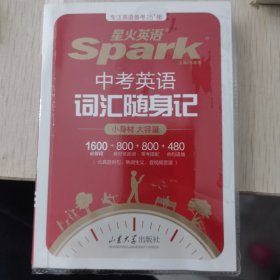 专注英语备考25年
星火英语
Spark
中考英语
词汇随身记
小身材 大容量
1600·800·800·480
山东大学出版社